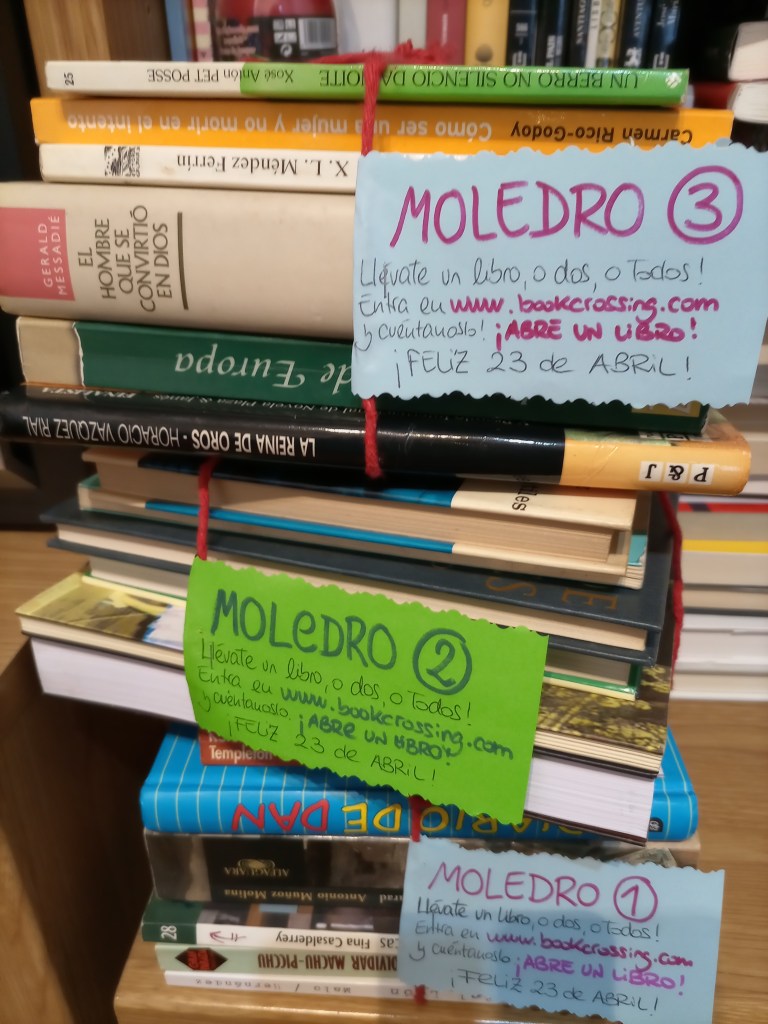 25
Xosé Antón PET POSSE
UN BERRO NO SILENCIO DA NOITE
Cómo ser una mujer y no morir en el intento
Carmen Rico-Godoy
X. L. Méndez Ferrín
GERALD
MESSADIÉ
EL
HOMBRE
QUE SE
CONVIRTIÓ
EN DIOS
de Europa
LA REINA DE OROS - HORACIO VAZQUEZ RIAL
P & J
MOLEDRO 3
Llévate un libro, o dos, o Todos!
Entra en www.bookcrossing.com
y cuéntanoslo! ¡ABRE UN LIBRO!
¡FELIZ 23 de ABRIL!
MOLEDRO 2
Llévate un libro, o dos, o Todos!
Entra en www.bookcrossing.com
y cuéntanoslo. ¡ABRE UN LIBRO!
¡FELIZ 23 de ABRIL!
Templeton
DIARIO DE DAN
ALFAGUARA
Antonio Muñoz Molina
28
Fina Casalderrey
OLVIDAR MACHU-PICCHU
MOLEDRO 1
Llévate un libro, o dos, o Todos!
Entra en www.bookcrossing.com
y cuéntanoslo. ¡ABRE UN LIBRO!
¡FELIZ 23 de ABRIL!